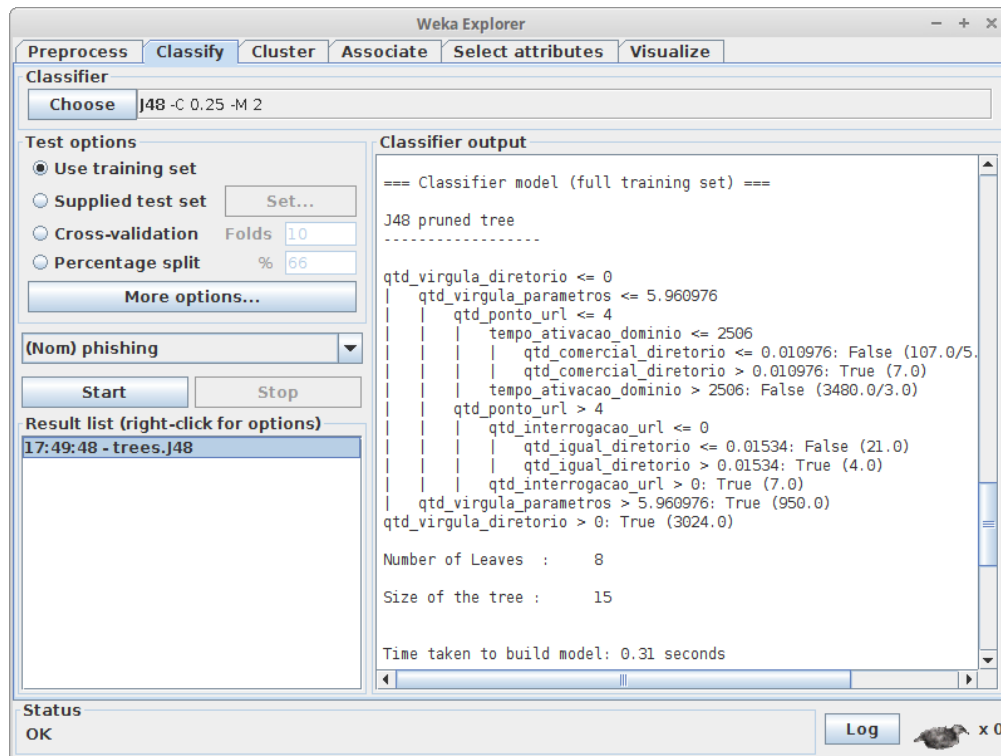 Weka Explorer
Preprocess Classify Cluster Associate Select attributes Visualize
Classifier
Choose J48 -C 0.25 -M 2
Test options
Use training set
Supplied test set Set...
Cross-validation Folds 10
Percentage split % 66
More options...
(Nom) phishing
Start Stop
Result list (right-click for options)
17:49:48 - trees.J48
Classifier output
=== Classifier model (full training set) ===
J48 pruned tree
------------------
qtd_virgula_diretorio <= 0
|   qtd_virgula_parametros <= 5.960976
|   |   qtd_ponto_url <= 4
|   |   |   tempo_ativacao_dominio <= 2506
|   |   |   |   qtd_comercial_diretorio <= 0.010976: False (107.0/5.
|   |   |   |   qtd_comercial_diretorio > 0.010976: True (7.0)
|   |   |   tempo_ativacao_dominio > 2506: False (3480.0/3.0)
|   |   qtd_ponto_url > 4
|   |   |   qtd_interrogacao_url <= 0
|   |   |   |   qtd_igual_diretorio <= 0.01534: False (21.0)
|   |   |   |   qtd_igual_diretorio > 0.01534: True (4.0)
|   |   |   qtd_interrogacao_url > 0: True (7.0)
|   qtd_virgula_parametros > 5.960976: True (950.0)
qtd_virgula_diretorio > 0: True (3024.0)
Number of Leaves  :     8
Size of the tree :      15
Time taken to build model: 0.31 seconds
Status
OK
Log x 0